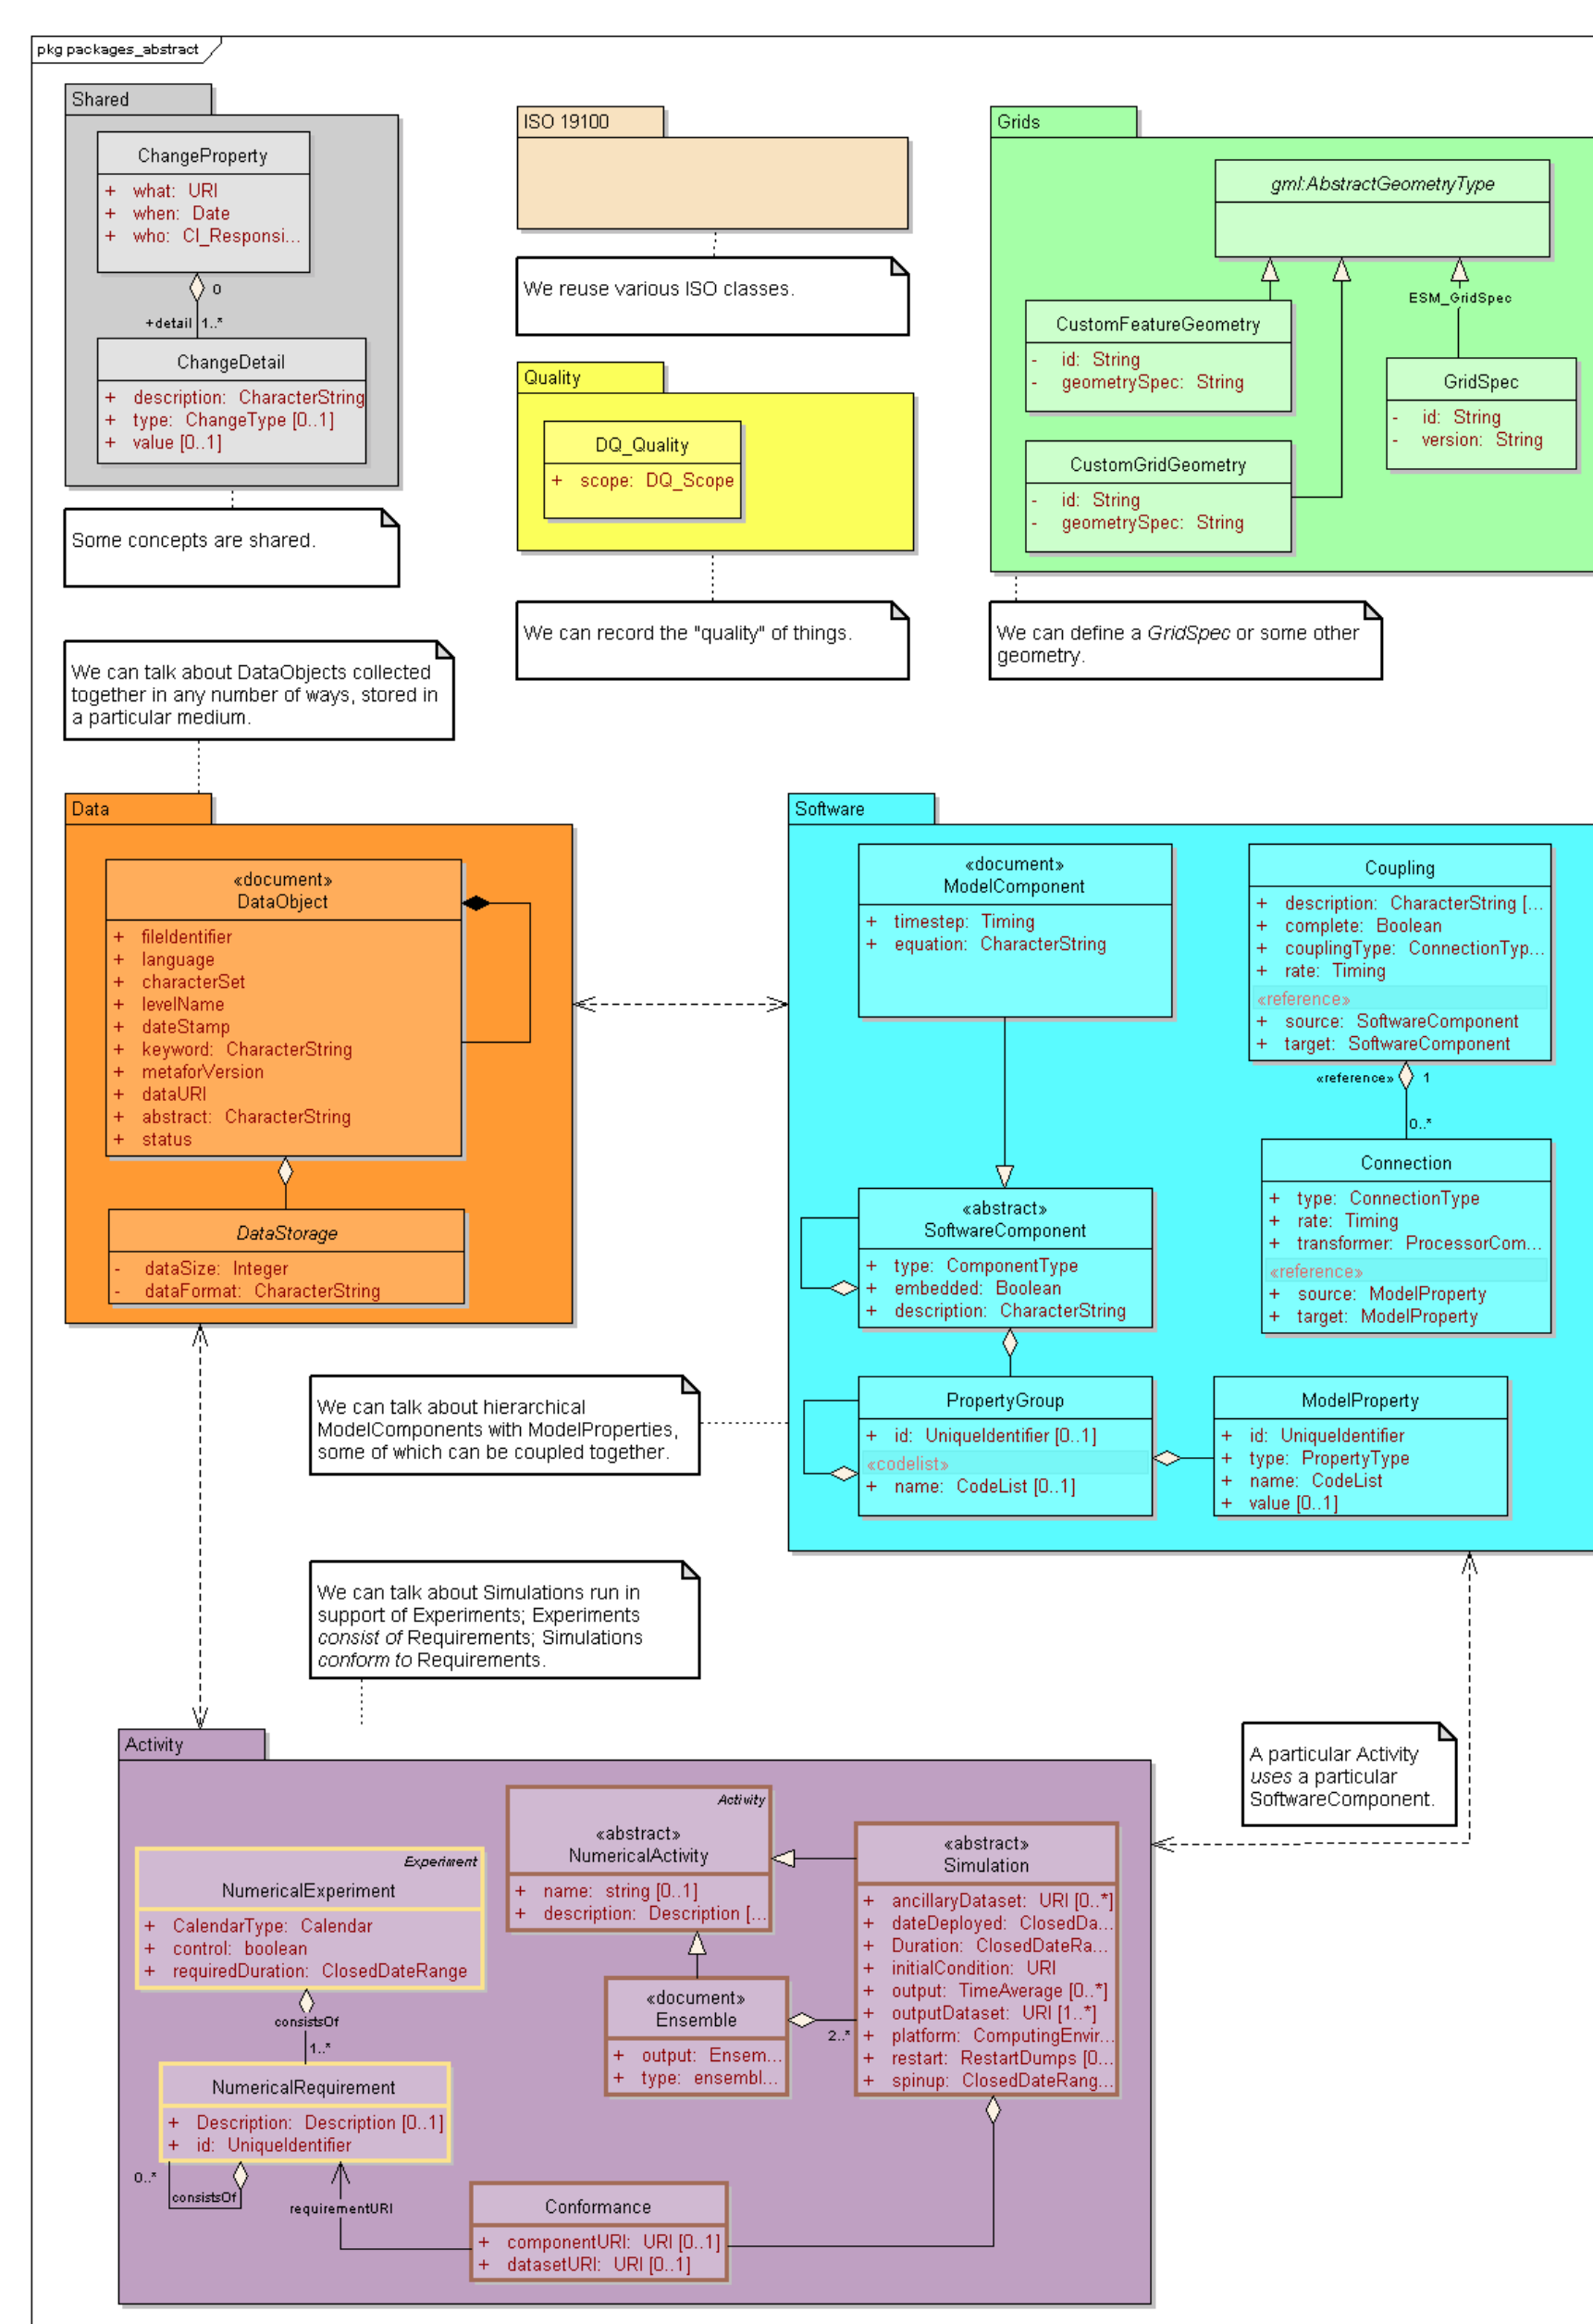 pkg packages_abstract
Shared
ChangeProperty
+ what: URI
+ when: Date
+ who: CI_Responsi...
0
+detail 1..*
ChangeDetail
+ description: CharacterString
+ type: ChangeType [0..1]
+ value [0..1]
Some concepts are shared.
ISO 19100
We reuse various ISO classes.
Quality
DQ_Quality
+ scope: DQ_Scope
We can record the "quality" of things.
Grids
gml:AbstractGeometryType
ESM_GridSpec
CustomFeatureGeometry
- id: String
- geometrySpec: String
GridSpec
- id: String
- version: String
CustomGridGeometry
- id: String
- geometrySpec: String
We can define a GridSpec or some other
geometry.
We can talk about DataObjects collected
together in any number of ways, stored in
a particular medium.
Data
«document»
DataObject
+ fileIdentifier
+ language
+ characterSet
+ levelName
+ dateStamp
+ keyword: CharacterString
+ metaforVersion
+ dataURI
+ abstract: CharacterString
+ status
DataStorage
- dataSize: Integer
- dataFormat: CharacterString
Software
«document»
ModelComponent
+ timestep: Timing
+ equation: CharacterString
Coupling
+ description: CharacterString [...
+ complete: Boolean
+ couplingType: ConnectionTyp...
+ rate: Timing
«reference»
+ source: SoftwareComponent
+ target: SoftwareComponent
«reference» 1
0..*
Connection
+ type: ConnectionType
+ rate: Timing
+ transformer: ProcessorCom...
«reference»
+ source: ModelProperty
+ target: ModelProperty
«abstract»
SoftwareComponent
+ type: ComponentType
+ embedded: Boolean
+ description: CharacterString
PropertyGroup
+ id: UniqueIdentifier [0..1]
«codelist»
+ name: CodeList [0..1]
ModelProperty
+ id: UniqueIdentifier
+ type: PropertyType
+ name: CodeList
+ value [0..1]
We can talk about hierarchical
ModelComponents with ModelProperties,
some of which can be coupled together.
We can talk about Simulations run in
support of Experiments; Experiments
consist of Requirements; Simulations
conform to Requirements.
A particular Activity
uses a particular
SoftwareComponent.
Activity
Experiment
NumericalExperiment
+ CalendarType: Calendar
+ control: boolean
+ requiredDuration: ClosedDateRange
consistsOf
1..*
NumericalRequirement
+ Description: Description [0..1]
+ id: UniqueIdentifier
0..*
consistsOf
requirementURI
Activity
«abstract»
NumericalActivity
+ name: string [0..1]
+ description: Description [...
«document»
Ensemble
+ output: Ensem...
+ type: ensembl...
2..*
«abstract»
Simulation
+ ancillaryDataset: URI [0..*]
+ dateDeployed: ClosedDa...
+ Duration: ClosedDateRa...
+ initialCondition: URI
+ output: TimeAverage [0..*]
+ outputDataset: URI [1..*]
+ platform: ComputingEnvir...
+ restart: RestartDumps [0...
+ spinup: ClosedDateRang...
Conformance
+ componentURI: URI [0..1]
+ datasetURI: URI [0..1]